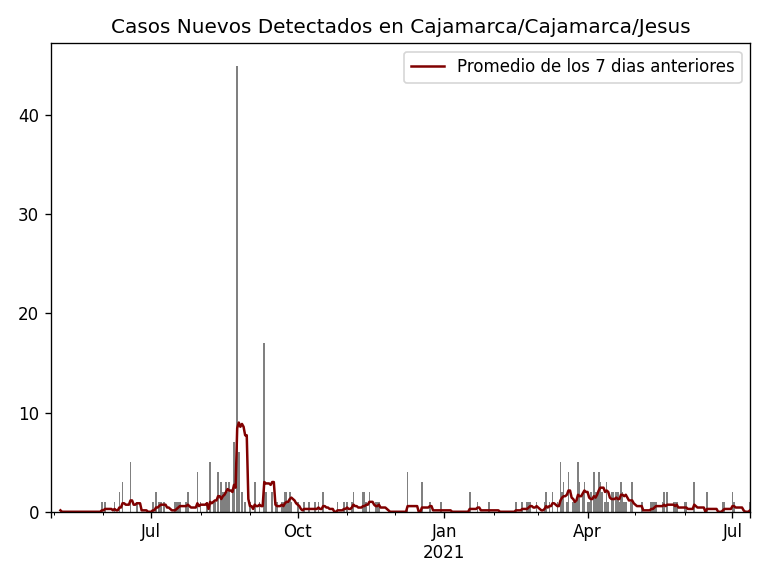 Casos Nuevos Detectados en Cajamarca/Cajamarca/Jesus
Promedio de los 7 dias anteriores
40
30
20
10
0
Jul
Oct
Jan
2021
Apr
Jul